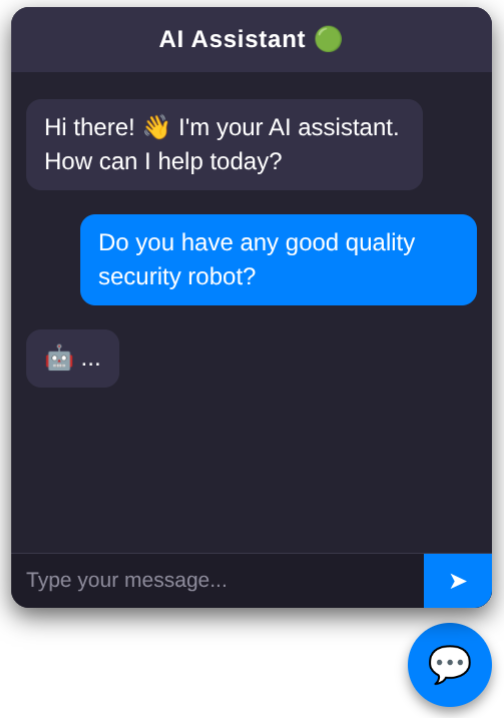 AI Assistant 🟢
Hi there! 👋 I'm your AI assistant.
How can I help today?
Do you have any good quality
security robot?
🤖 ...
Type your message...